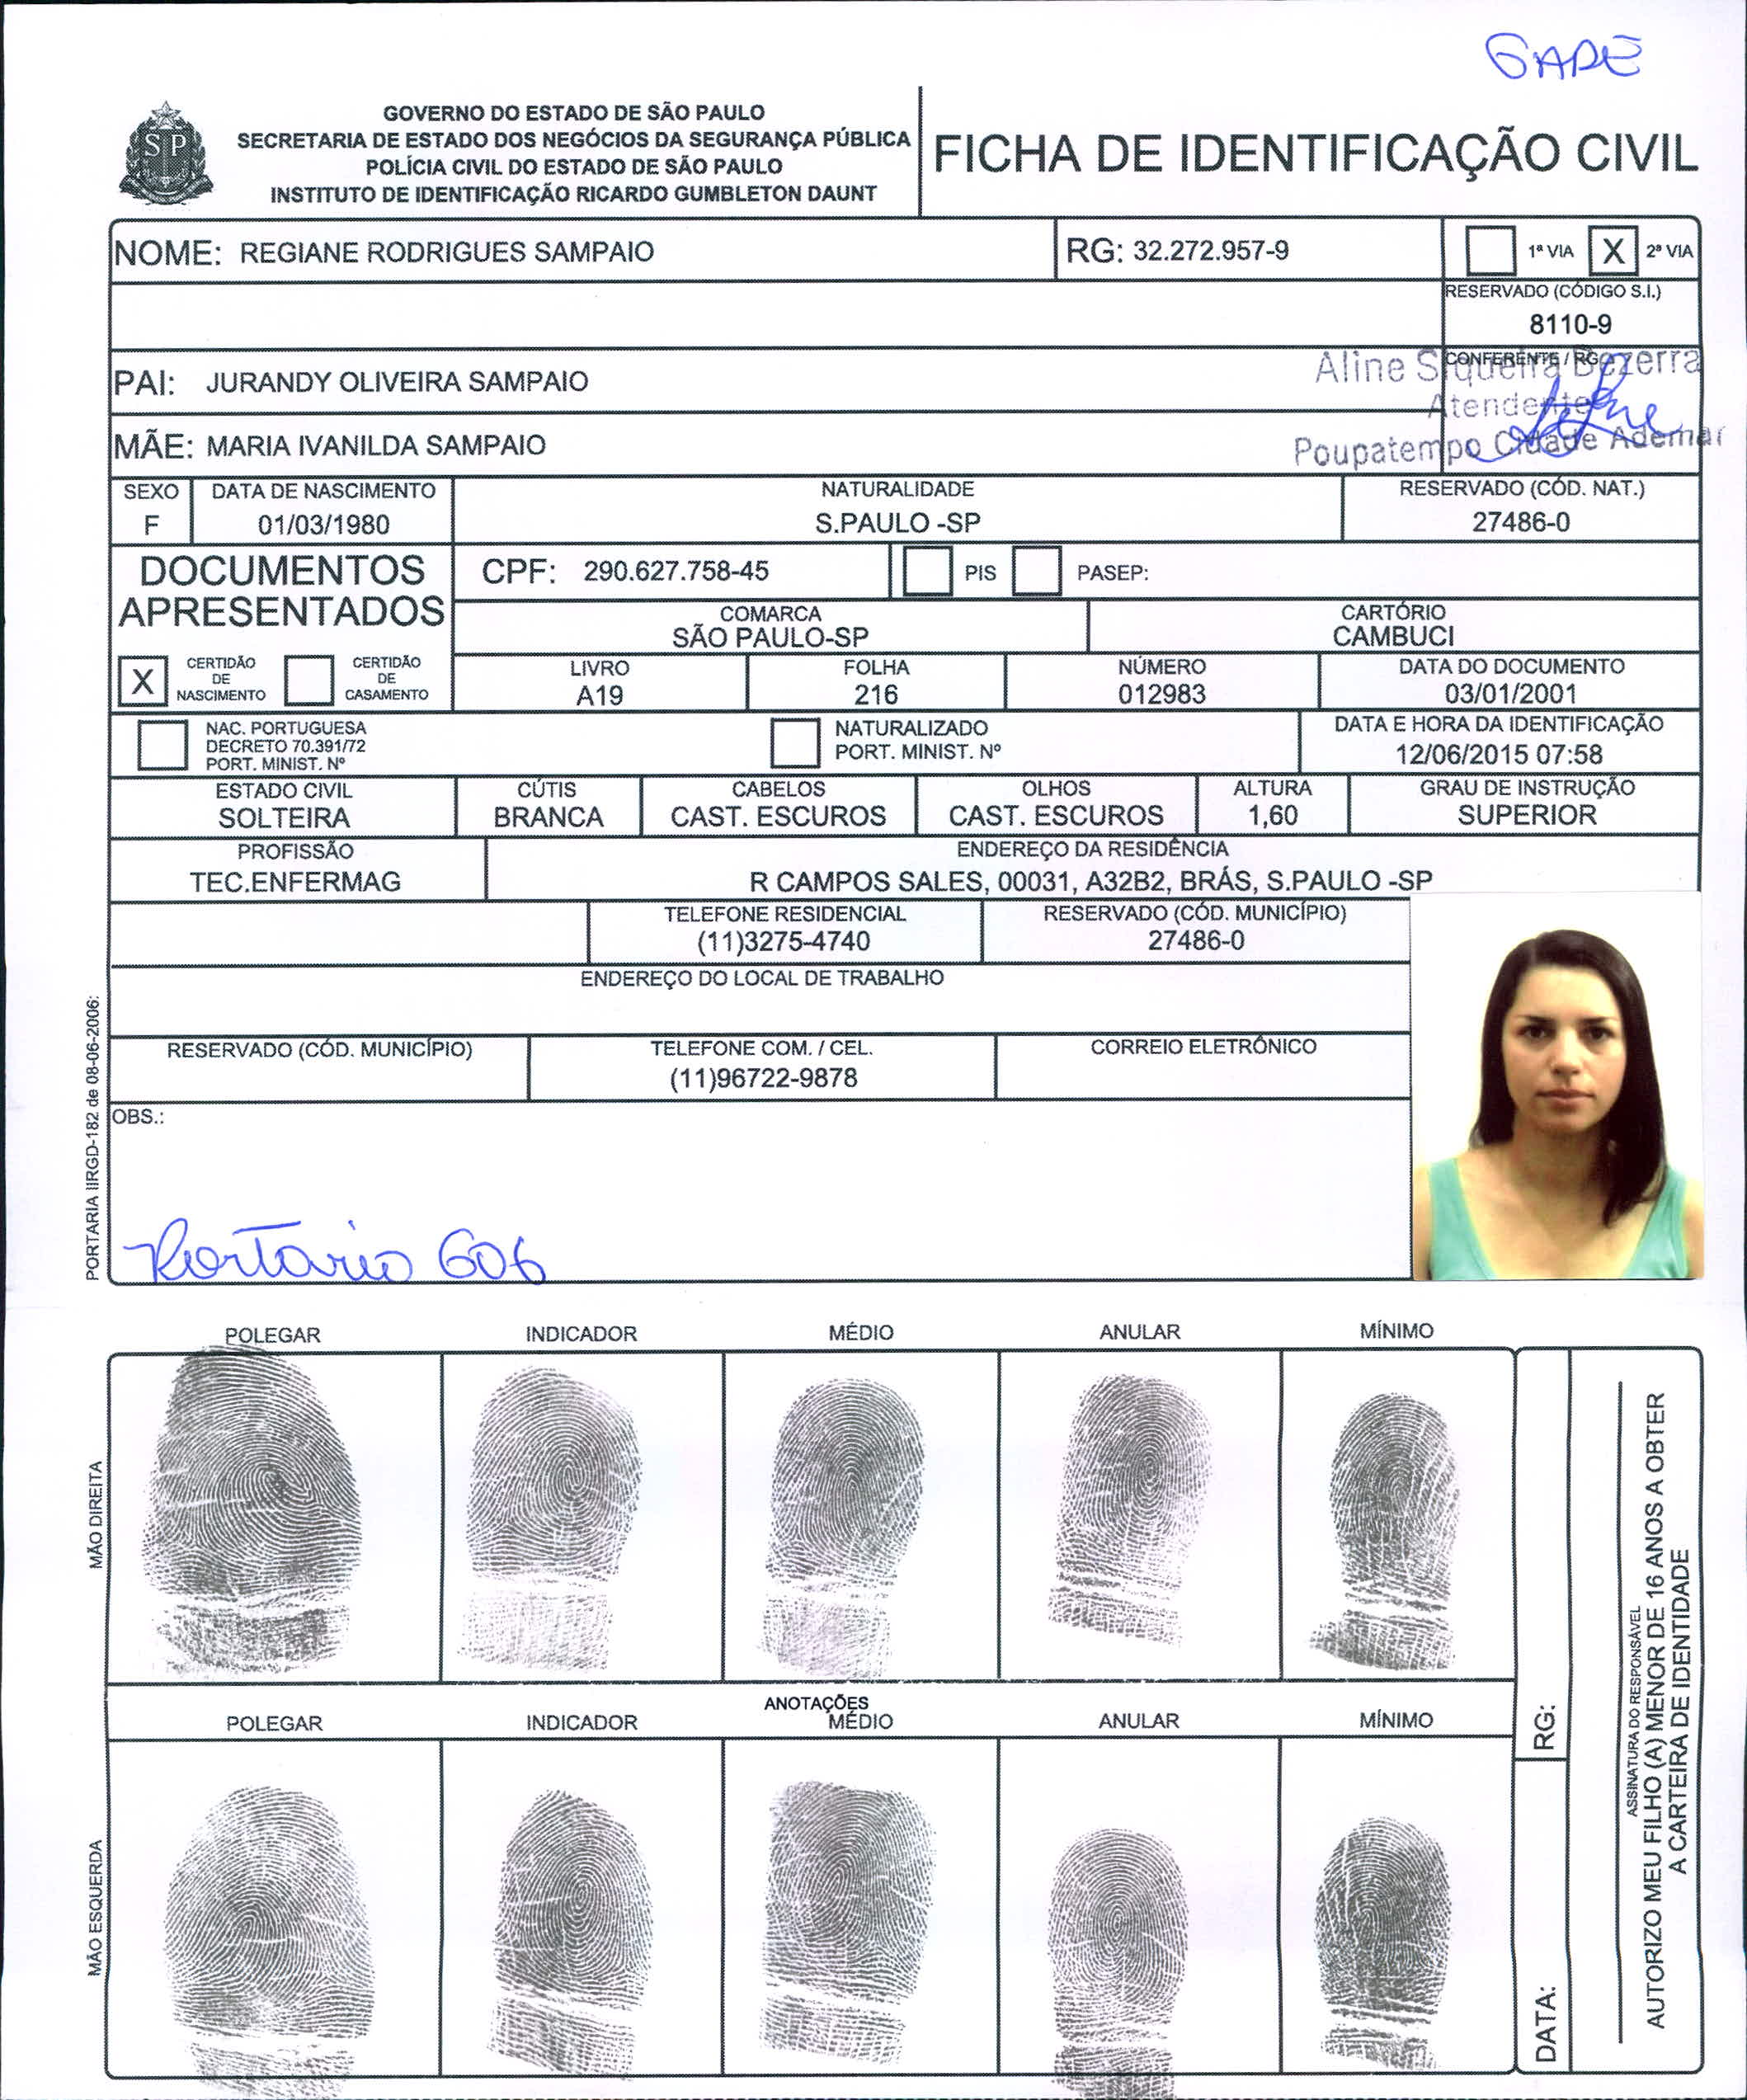 GADE
GOVERNO DO ESTADO DE SÃO PAULO
SECRETARIA DE ESTADO DOS NEGÓCIOS DA SEGURANÇA PÚBLICA
POLÍCIA CIVIL DO ESTADO DE SÃO PAULO
INSTITUTO DE IDENTIFICAÇÃO RICARDO GUMBLETON DAUNT
SP
FICHA DE IDENTIFICAÇÃO CIVIL
NOME: REGIANE RODRIGUES SAMPAIO
RG: 32.272.957-9
1ª VIA X 2ª VIA
RESERVADO (CÓDIGO S.I.)
8110-9
PAI: JURANDY OLIVEIRA SAMPAIO
CONFERENTE / RG
Aline Siqueira Bezerra
Atendente
Poupatempo Cidade Ademar
MÃE: MARIA IVANILDA SAMPAIO
SEXO
F
DATA DE NASCIMENTO
01/03/1980
NATURALIDADE
S.PAULO -SP
RESERVADO (CÓD. NAT.)
27486-0
DOCUMENTOS
APRESENTADOS
CPF: 290.627.758-45
PIS
PASEP:
COMARCA
SÃO PAULO-SP
CARTÓRIO
CAMBUCI
X CERTIDÃO
DE
NASCIMENTO
CERTIDÃO
DE
CASAMENTO
LIVRO
A19
FOLHA
216
NÚMERO
012983
DATA DO DOCUMENTO
03/01/2001
NAC. PORTUGUESA
DECRETO 70.391/72
PORT. MINIST. Nº
NATURALIZADO
PORT. MINIST. Nº
DATA E HORA DA IDENTIFICAÇÃO
12/06/2015 07:58
ESTADO CIVIL
SOLTEIRA
CÚTIS
BRANCA
CABELOS
CAST. ESCUROS
OLHOS
CAST. ESCUROS
ALTURA
1,60
GRAU DE INSTRUÇÃO
SUPERIOR
PROFISSÃO
TEC.ENFERMAG
ENDEREÇO DA RESIDÊNCIA
R CAMPOS SALES, 00031, A32B2, BRÁS, S.PAULO -SP
TELEFONE RESIDENCIAL
(11)3275-4740
RESERVADO (CÓD. MUNICÍPIO)
27486-0
ENDEREÇO DO LOCAL DE TRABALHO
RESERVADO (CÓD. MUNICÍPIO)
TELEFONE COM. / CEL.
(11)96722-9878
CORREIO ELETRÔNICO
OBS.:
606
PORTARIA IIRGD-182 de 08-06-2006:
POLEGAR INDICADOR MÉDIO ANULAR MÍNIMO
MÃO DIREITA
ANOTAÇÕES
POLEGAR INDICADOR MÉDIO ANULAR MÍNIMO
MÃO ESQUERDA
RG:
DATA:
ASSINATURA DO RESPONSÁVEL
AUTORIZO MEU FILHO (A) MENOR DE 16 ANOS A OBTER
A CARTEIRA DE IDENTIDADE